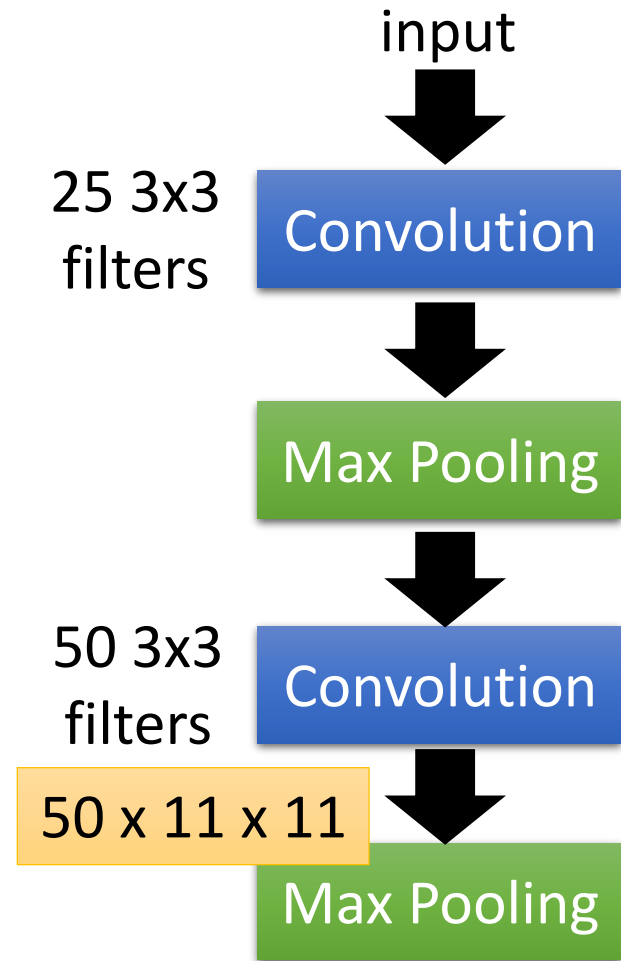 input
25 3x3
filters
Convolution
Max Pooling
50 3x3
filters
Convolution
50 x 11 x 11
Max Pooling